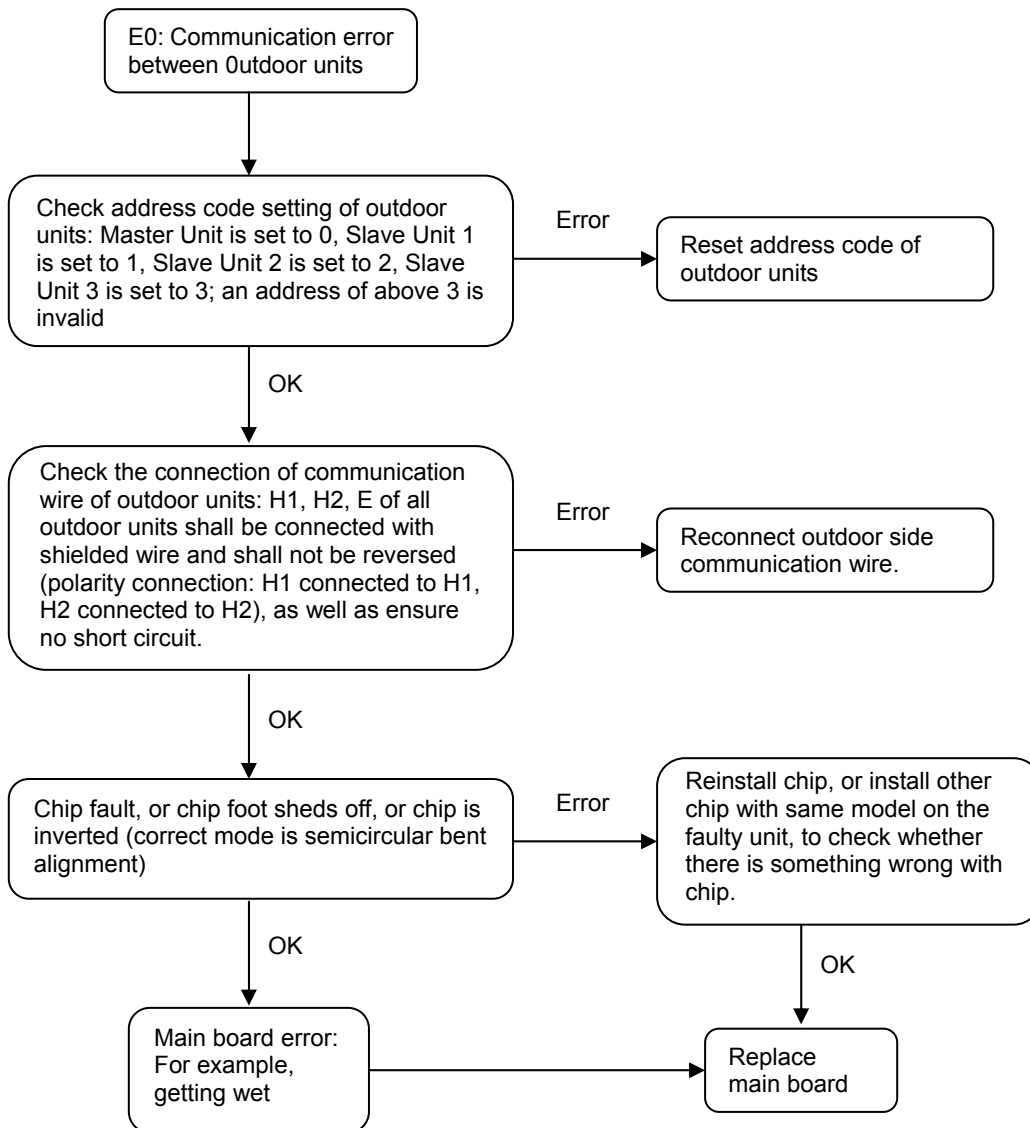 E0: Communication error
between 0utdoor units
Check address code setting of outdoor
units: Master Unit is set to 0, Slave Unit 1
is set to 1, Slave Unit 2 is set to 2, Slave
Unit 3 is set to 3; an address of above 3 is
invalid
Error
Reset address code of
outdoor units
OK
Check the connection of communication
wire of outdoor units: H1, H2, E of all
outdoor units shall be connected with
shielded wire and shall not be reversed
(polarity connection: H1 connected to H1,
H2 connected to H2), as well as ensure
no short circuit.
Error
Reconnect outdoor side
communication wire.
OK
Chip fault, or chip foot sheds off, or chip is
inverted (correct mode is semicircular bent
alignment)
Error
Reinstall chip, or install other
chip with same model on the
faulty unit, to check whether
there is something wrong with
chip.
OK
OK
Main board error:
For example,
getting wet
Replace
main board